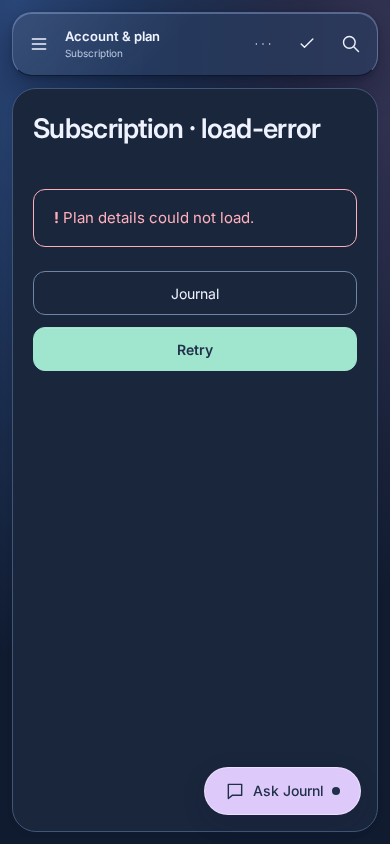 Account & plan
Subscription
Subscription · load-error
! Plan details could not load.
Journal
Retry
Ask Journl